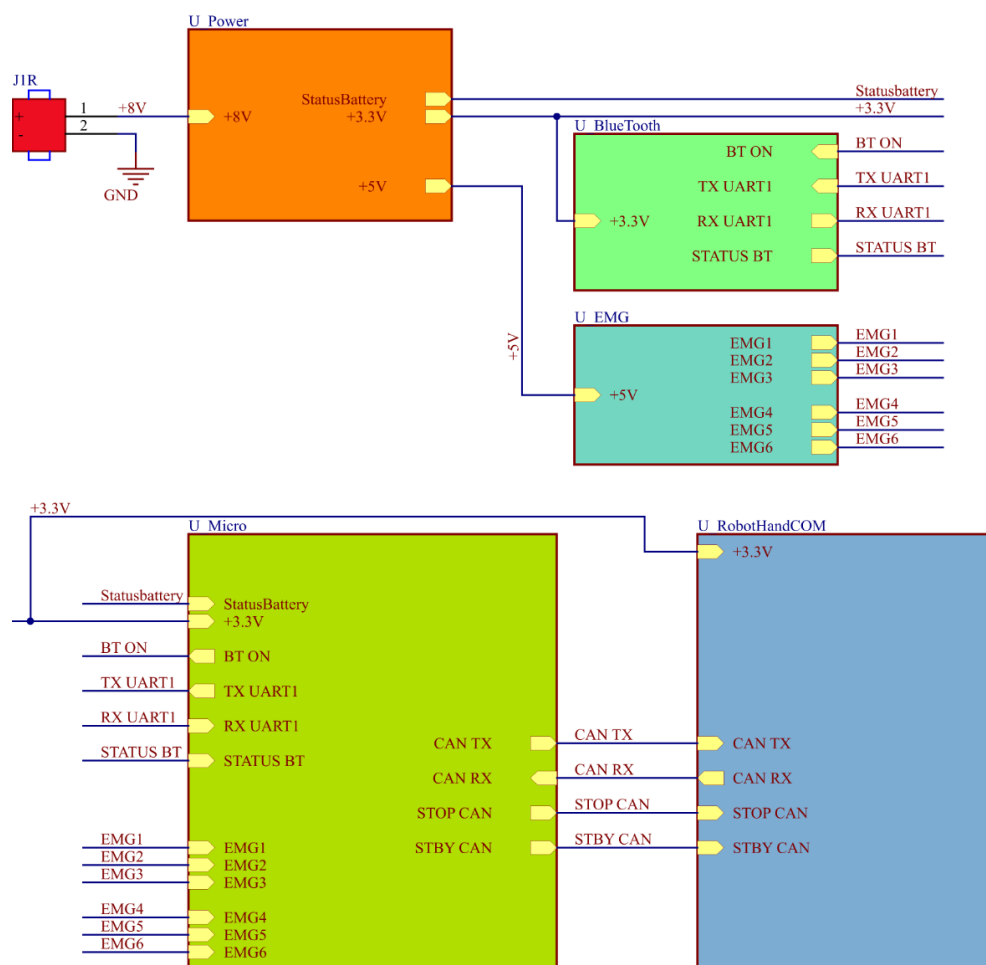 U_Power
J1R
1
+8V
2
+
-
GND
+8V
StatusBattery
+3.3V
+5V
Statusbattery
+3.3V
U_BlueTooth
BT ON
TX UART1
+3.3V
RX UART1
STATUS BT
BT ON
TX UART1
RX UART1
STATUS BT
+5V
U_EMG
EMG1
EMG2
EMG3
+5V
EMG4
EMG5
EMG6
EMG1
EMG2
EMG3
EMG4
EMG5
EMG6
+3.3V
U_Micro
U_RobotHandCOM
+3.3V
Statusbattery
StatusBattery
+3.3V
BT ON
BT ON
TX UART1
TX UART1
RX UART1
RX UART1
STATUS BT
STATUS BT
CAN TX
CAN TX
CAN TX
CAN RX
CAN RX
CAN RX
STOP CAN
STOP CAN
STOP CAN
STBY CAN
STBY CAN
STBY CAN
EMG1
EMG1
EMG2
EMG2
EMG3
EMG3
EMG4
EMG4
EMG5
EMG5
EMG6
EMG6